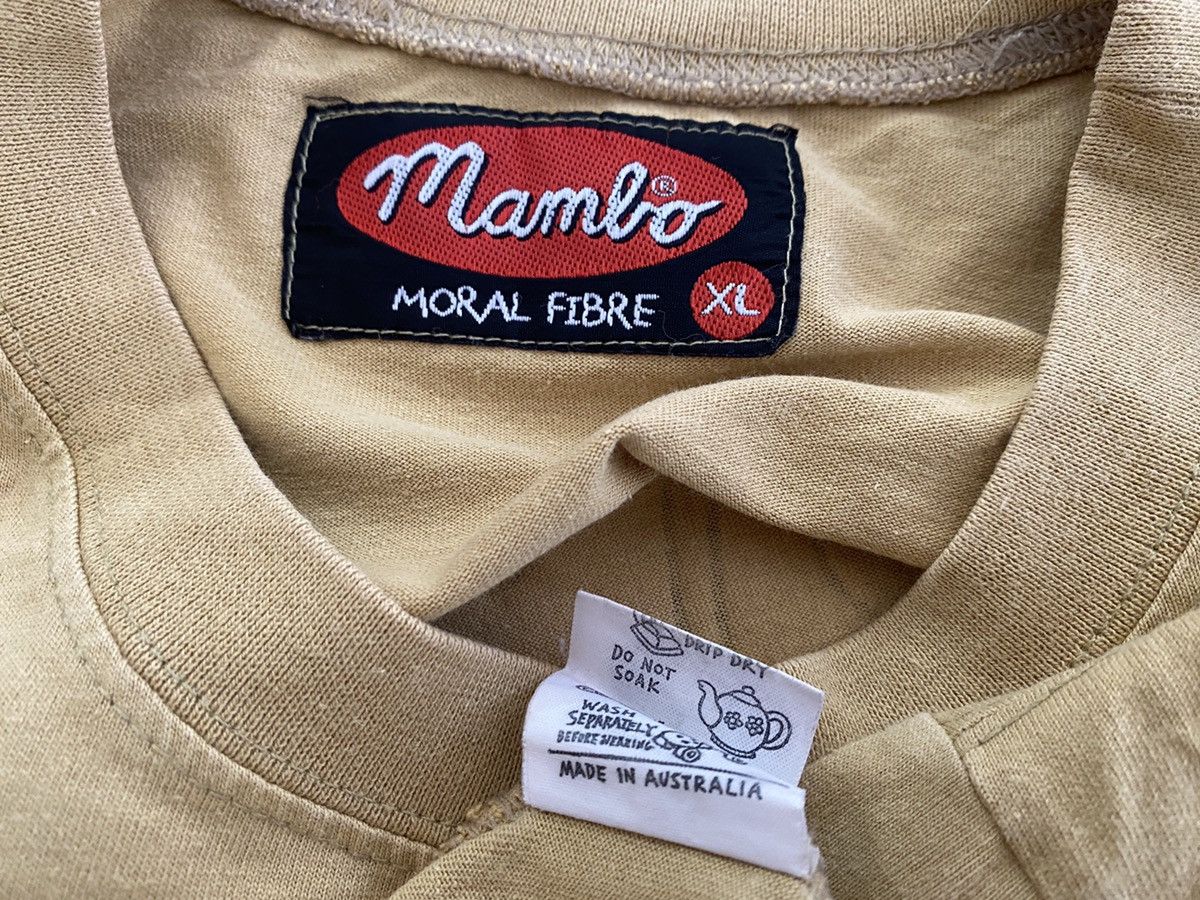 Mambo®
MORAL FIBRE
XL
DRIP DRY
DO NOT
SOAK
WASH
SEPARATELY
BEFORE WEARING
MADE IN AUSTRALIA